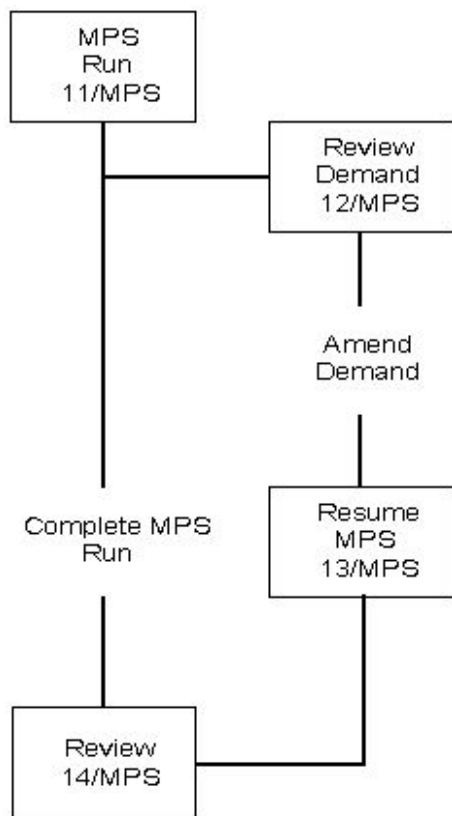 MPS
Run
11/MPS
Review
Demand
12/MPS
Amend
Demand
Complete MPS
Run
Resume
MPS
13/MPS
Review
14/MPS